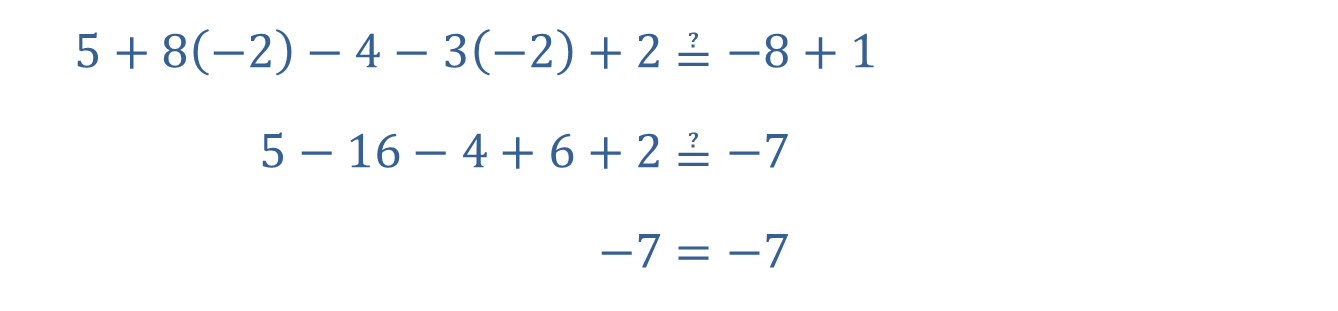 5 + 8(−2) − 4 − 3(−2) + 2 ≟ −8 + 1
5 − 16 − 4 + 6 + 2 ≟ −7
−7 = −7